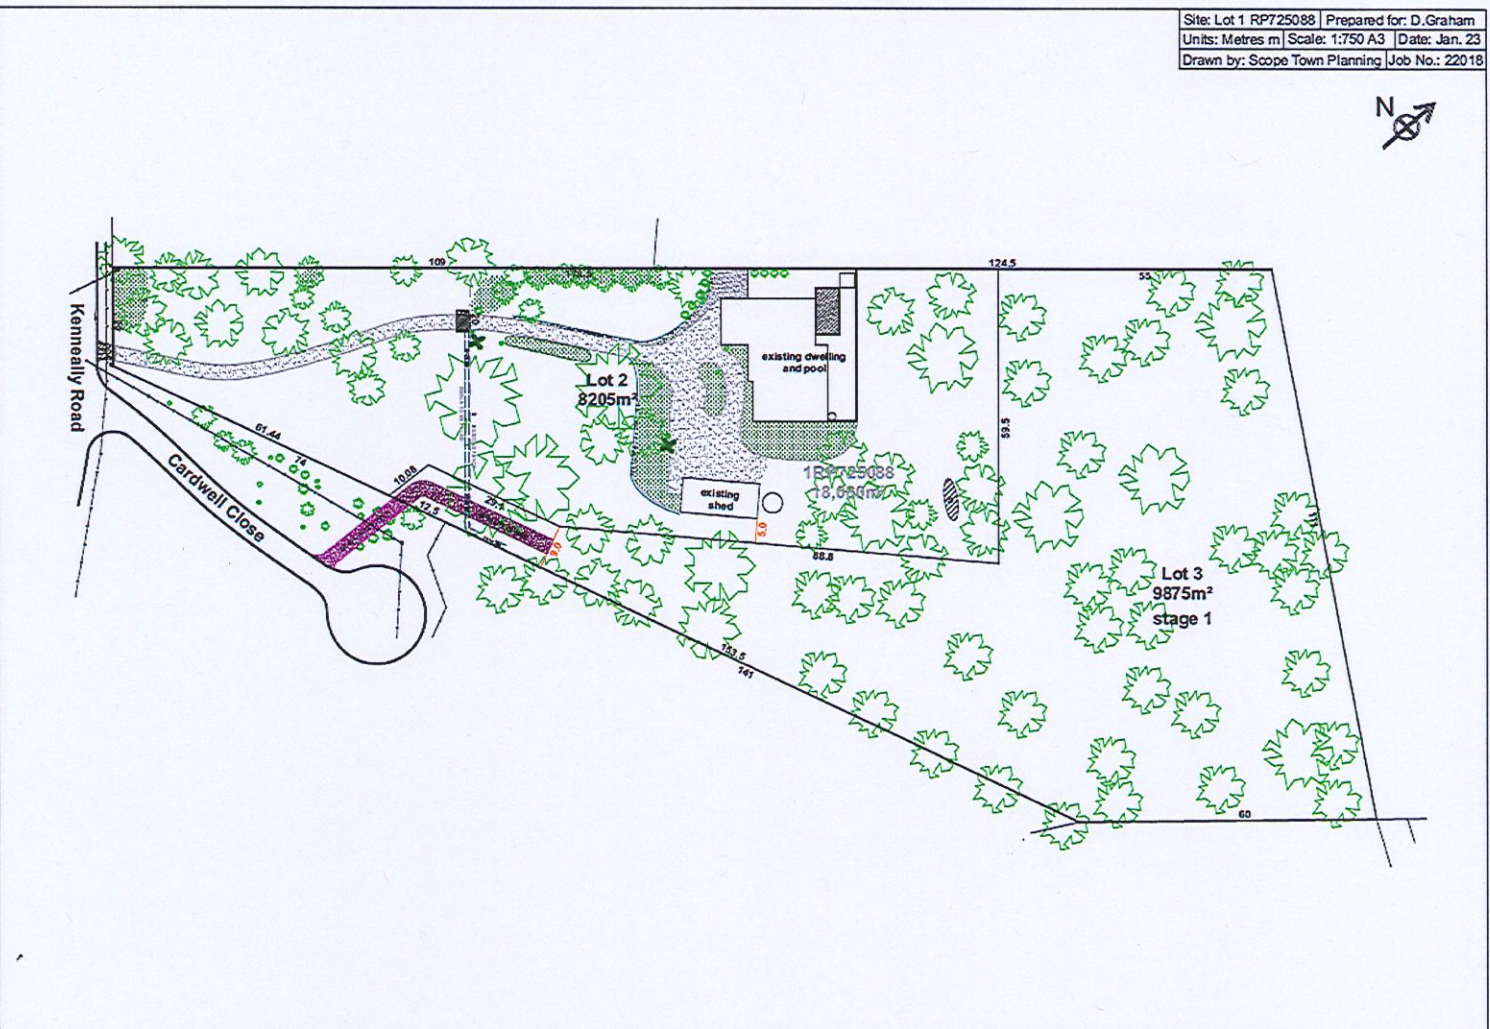 Site: Lot 1 RP725088 Prepared for: D.Graham
Units: Metres m Scale: 1:750 A3 Date: Jan. 23
Drawn by: Scope Town Planning Job No.: 22018
N
109
124.5
55
Kenneally Road
existing dwelling
and pool
Lot 2
8205m²
61.44
74
59.5
10.08
Cardwell Close
1RP725088
existing
shed
12.5
5.0
9.0
88.8
Lot 3
9875m²
stage 1
153.5
141
60